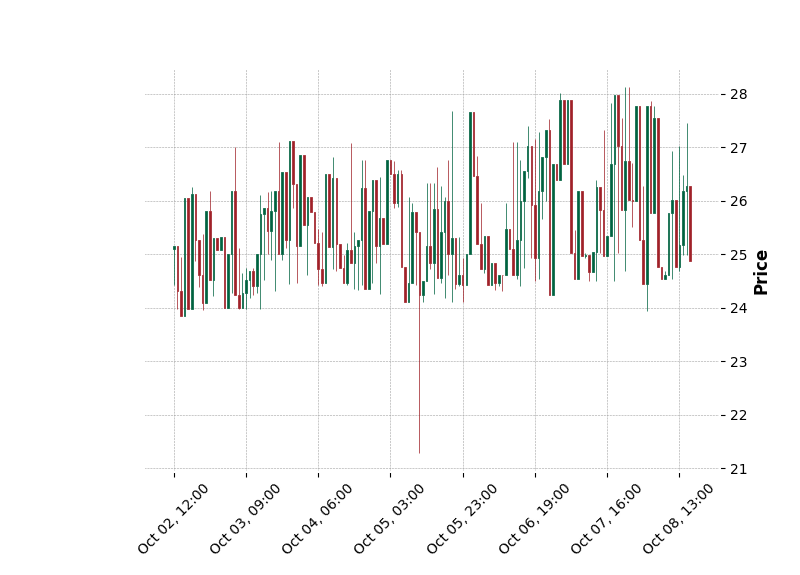 28
27
26
25
24
23
22
21
Price
Oct 02, 12:00
Oct 03, 09:00
Oct 04, 06:00
Oct 05, 03:00
Oct 05, 23:00
Oct 06, 19:00
Oct 07, 16:00
Oct 08, 13:00